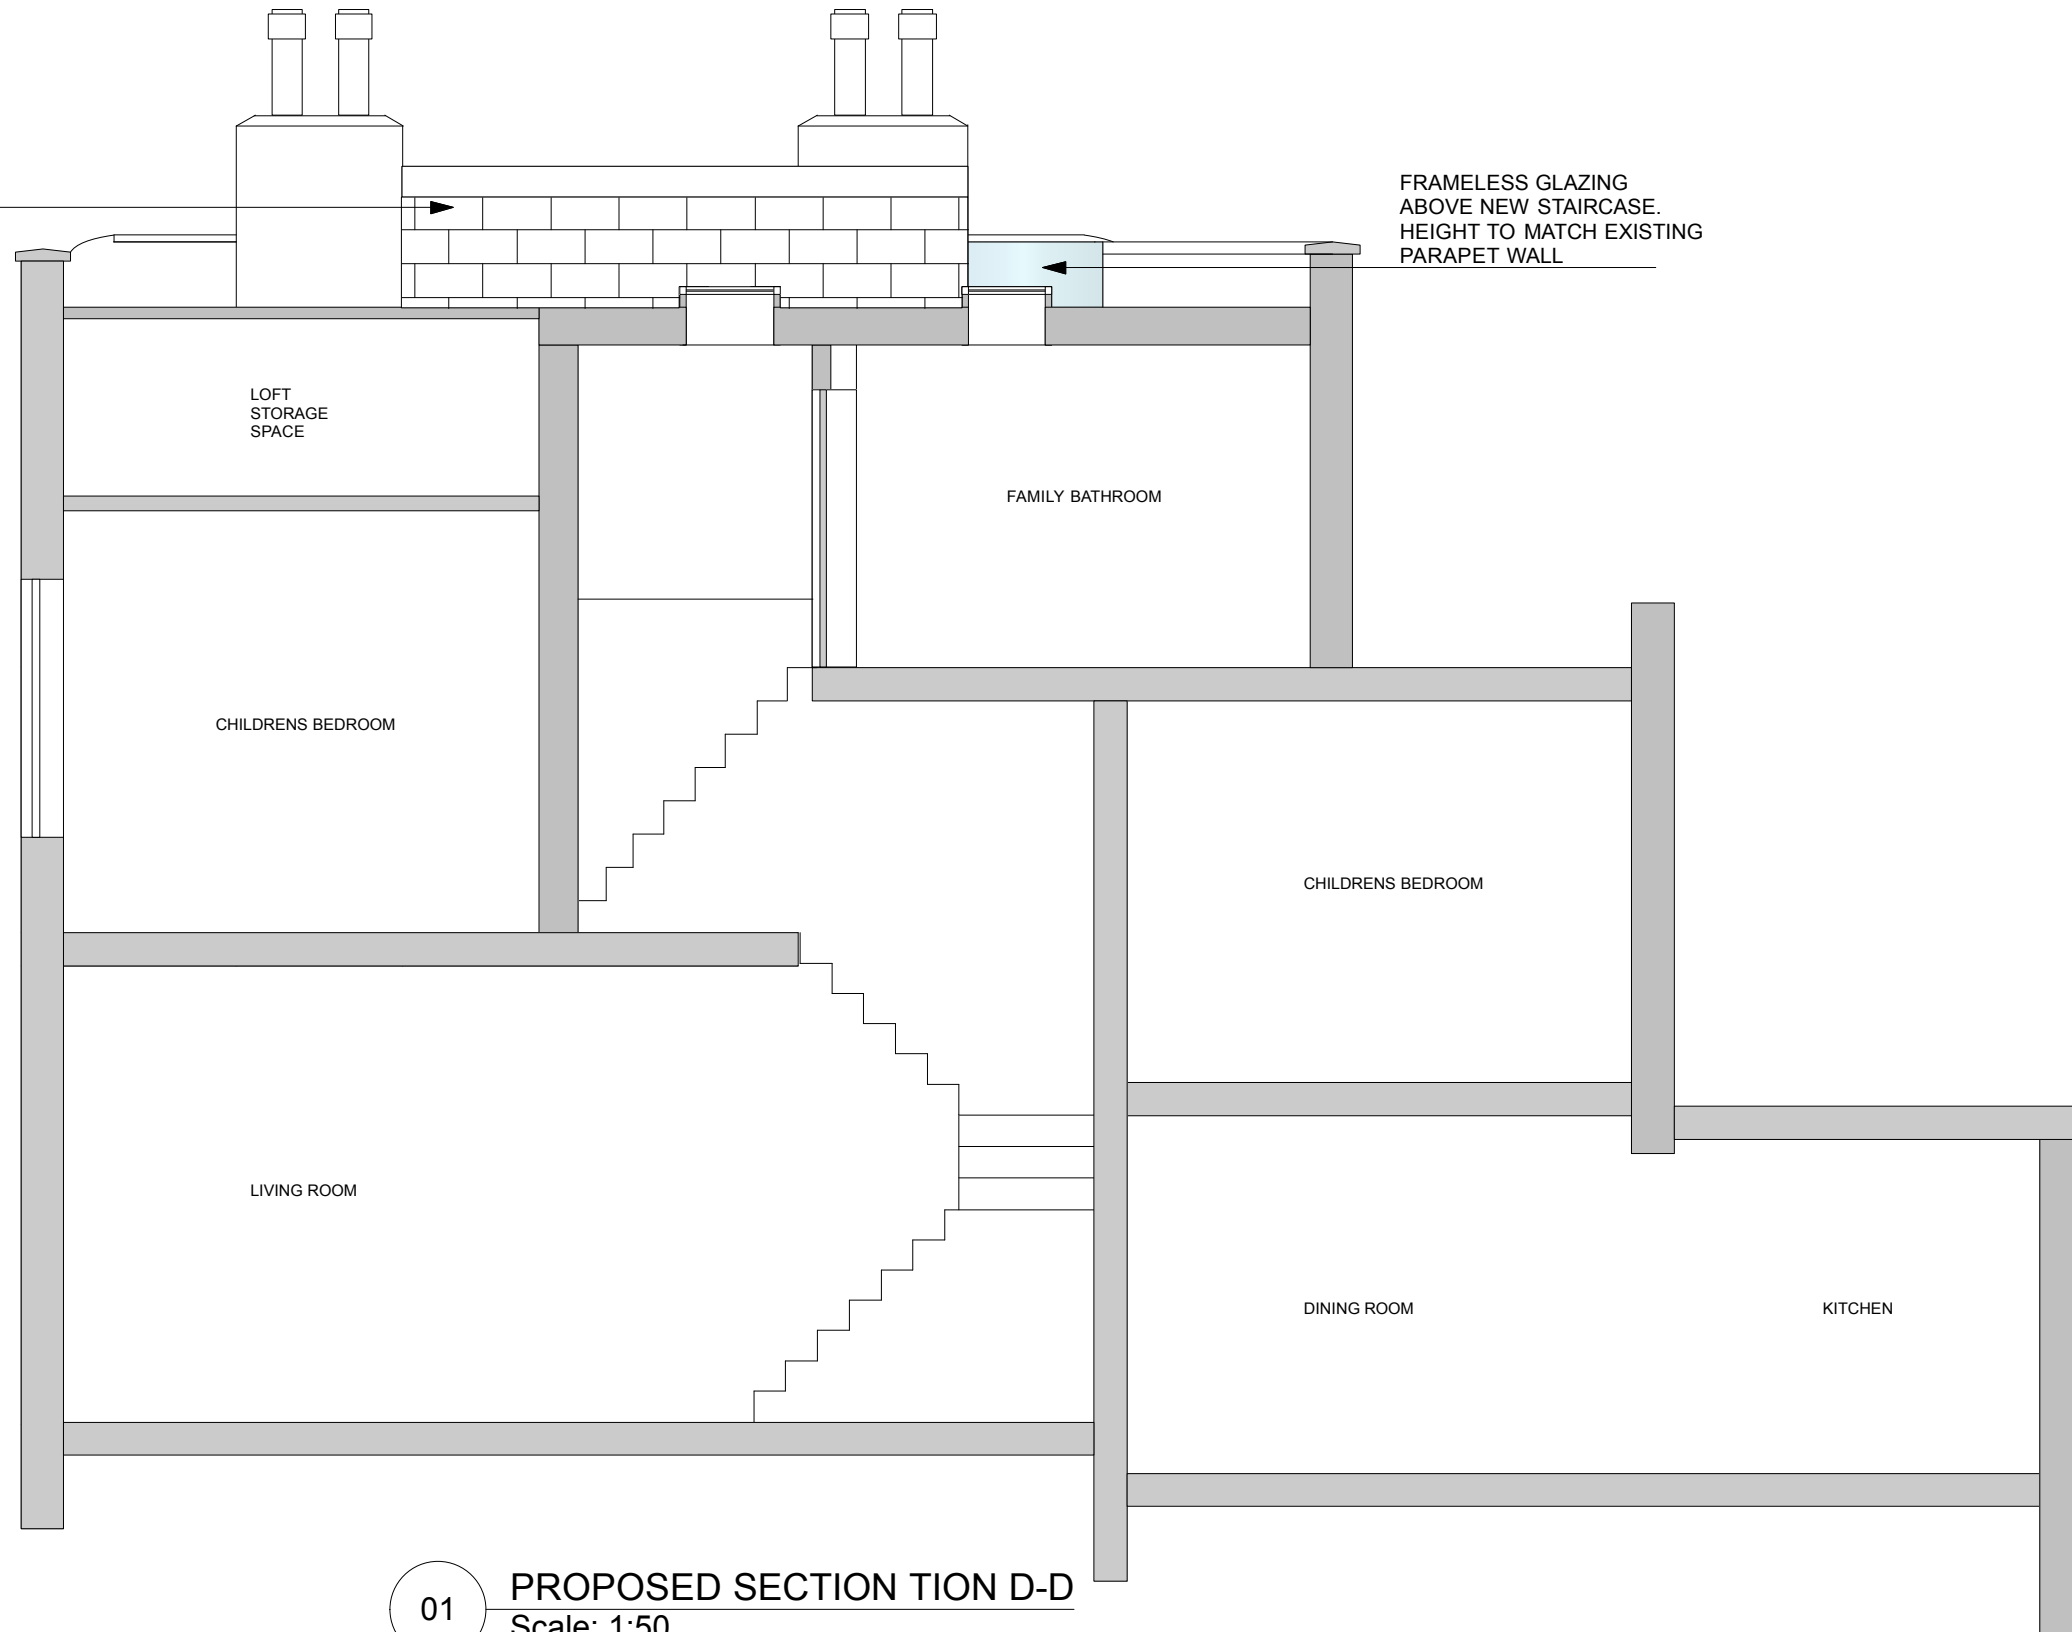 FRAMELESS GLAZING
ABOVE NEW STAIRCASE.
HEIGHT TO MATCH EXISTING
PARAPET WALL
LOFT
STORAGE
SPACE
FAMILY BATHROOM
CHILDRENS BEDROOM
CHILDRENS BEDROOM
LIVING ROOM
DINING ROOM
KITCHEN
01
PROPOSED SECTION TION D-D
Scale: 1:50